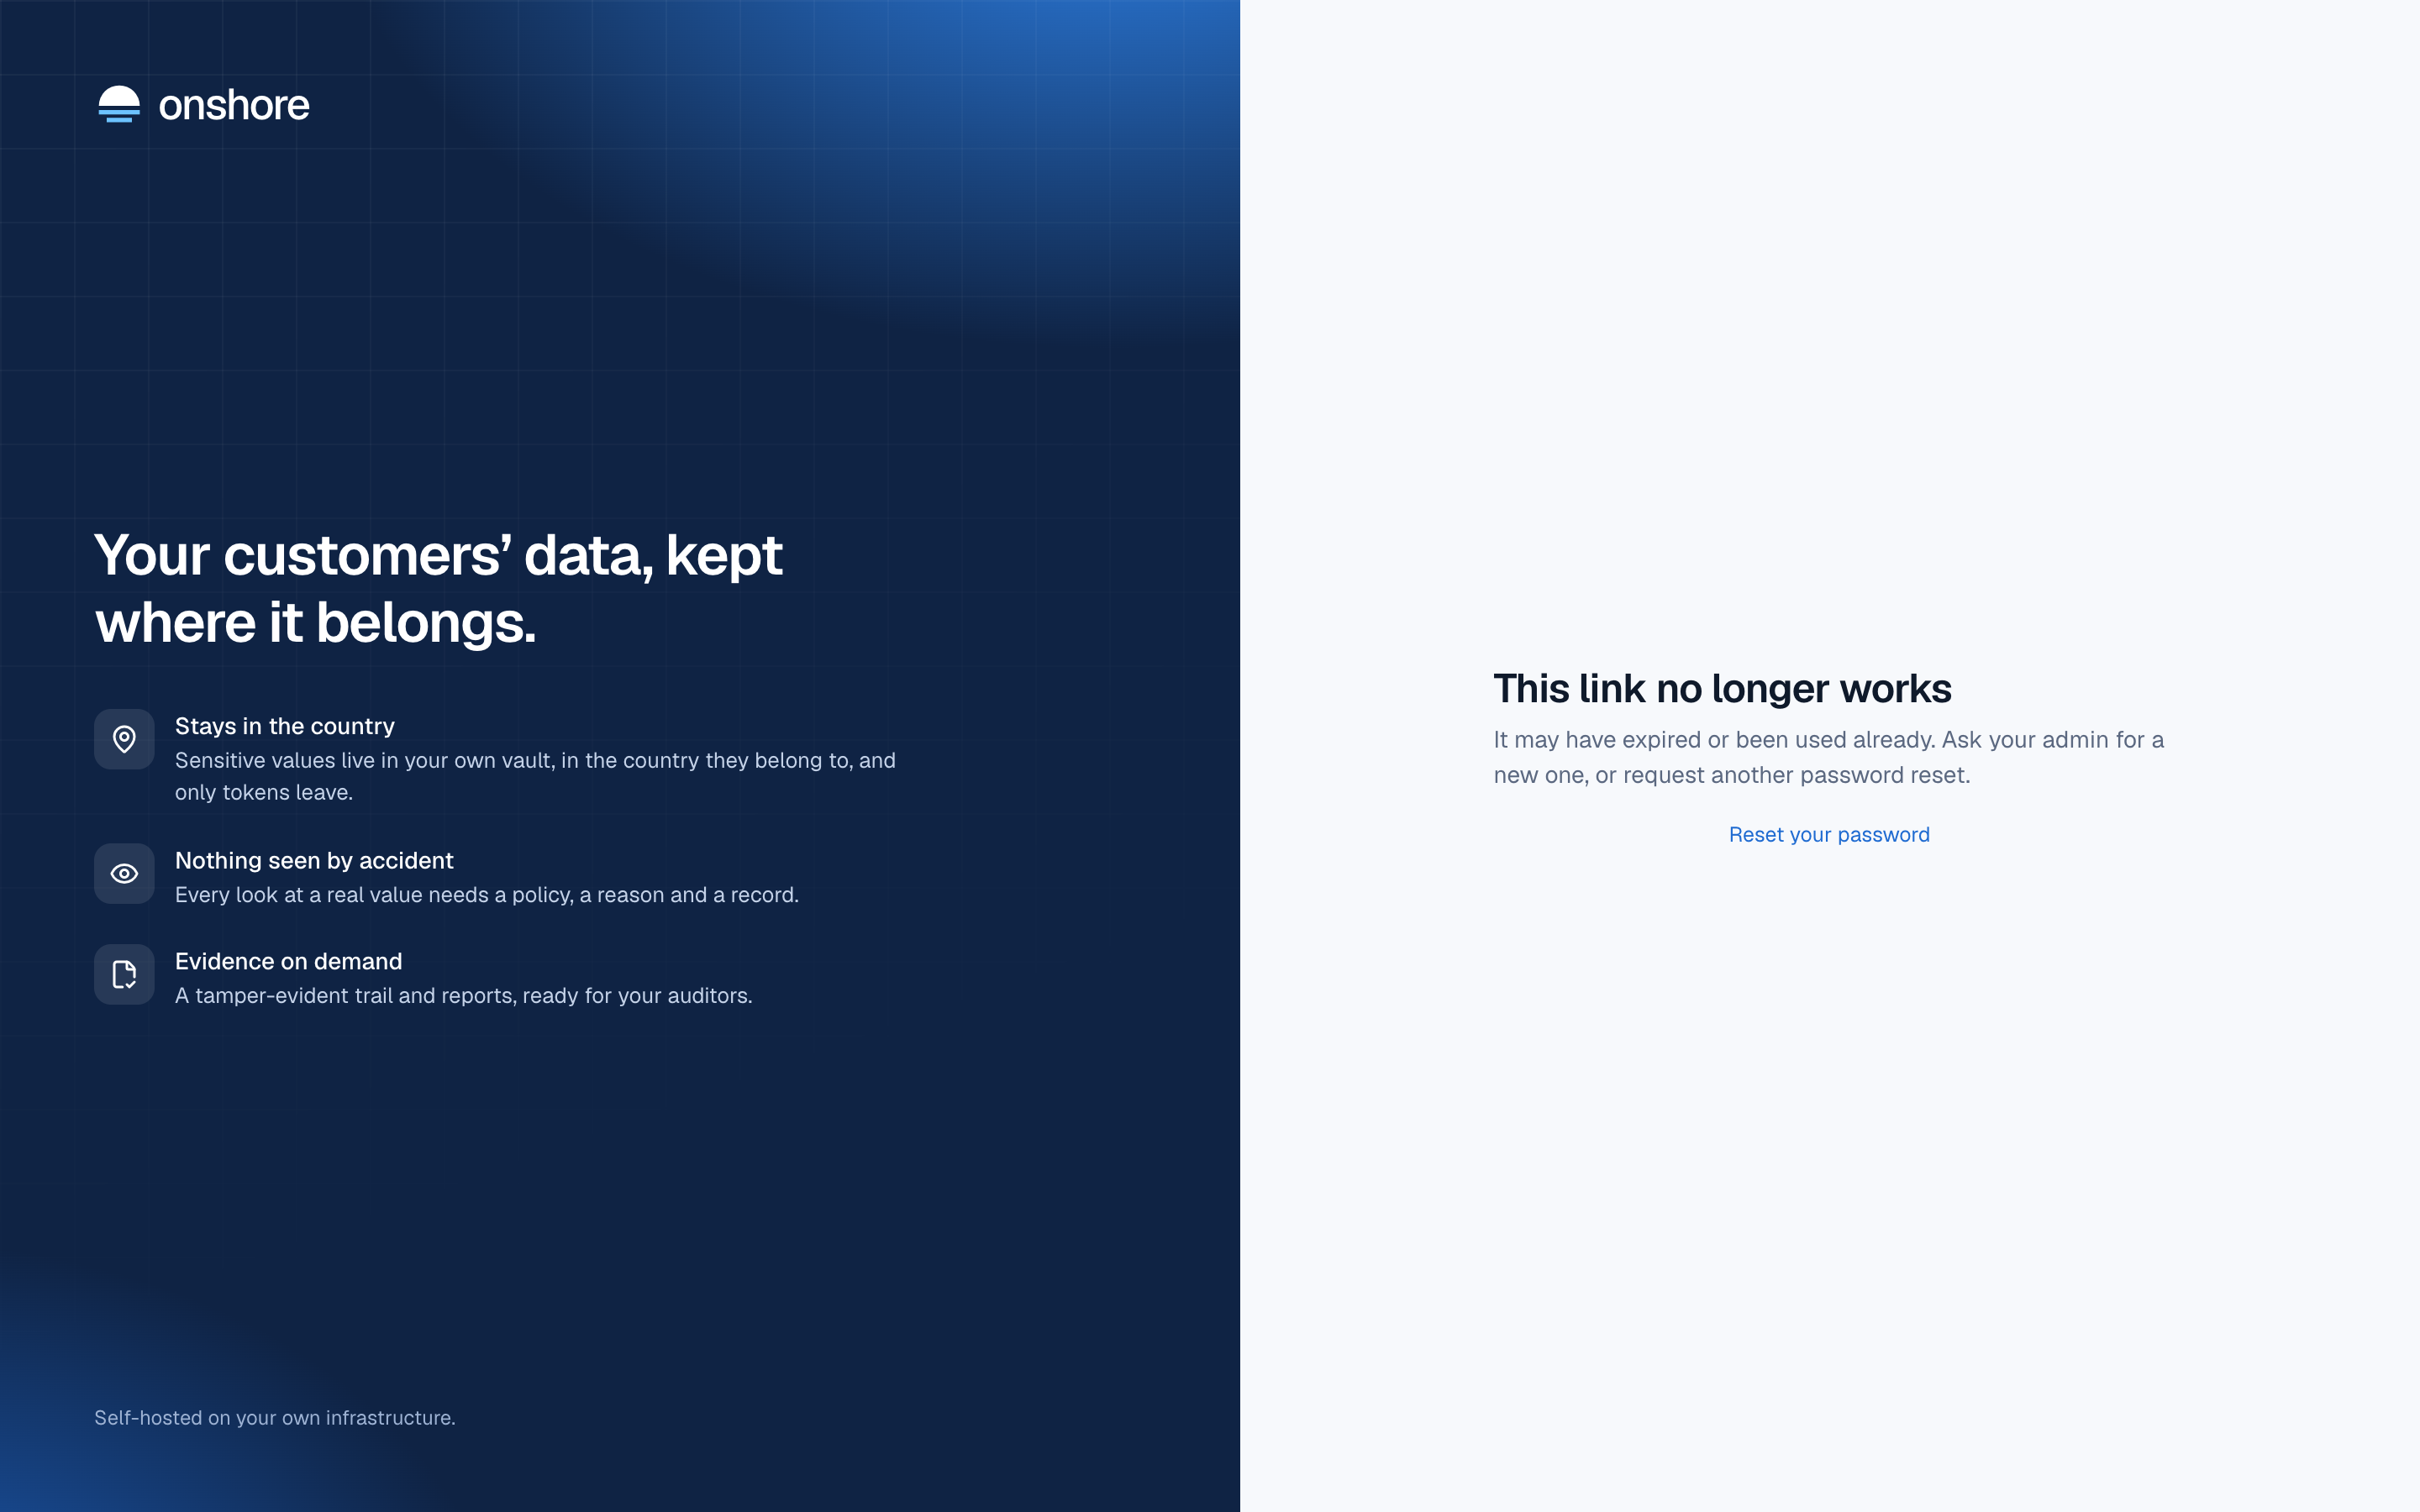 onshore
Your customers’ data, kept
where it belongs.
Stays in the country
Sensitive values live in your own vault, in the country they belong to, and
only tokens leave.
Nothing seen by accident
Every look at a real value needs a policy, a reason and a record.
Evidence on demand
A tamper-evident trail and reports, ready for your auditors.
Self-hosted on your own infrastructure.
This link no longer works
It may have expired or been used already. Ask your admin for a
new one, or request another password reset.
Reset your password